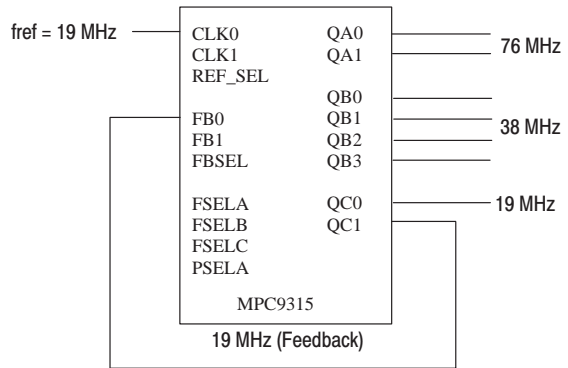 fref = 19 MHz
CLK0
CLK1
REF_SEL
FB0
FB1
FBSEL
FSELA
FSELB
FSELC
PSELA
QA0
QA1
76 MHz
QB0
QB1
QB2
QB3
38 MHz
QC0
QC1
19 MHz
MPC9315
19 MHz (Feedback)